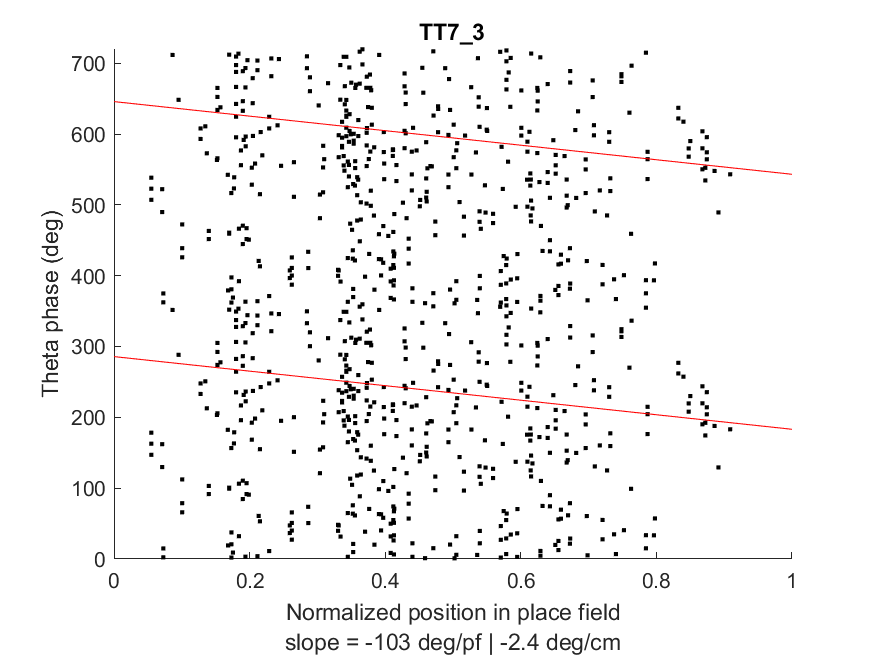 TT7_3
700
600
500
400
300
200
100
0
Theta phase (deg)
0 0.2 0.4 0.6 0.8 1
Normalized position in place field
slope = -103 deg/pf | -2.4 deg/cm